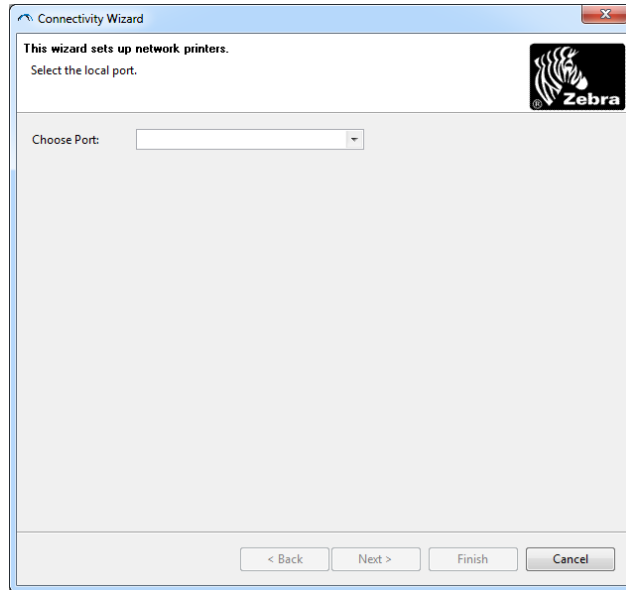 Connectivity Wizard
This wizard sets up network printers.
Select the local port.
® Zebra
Choose Port:
< Back
Next >
Finish
Cancel